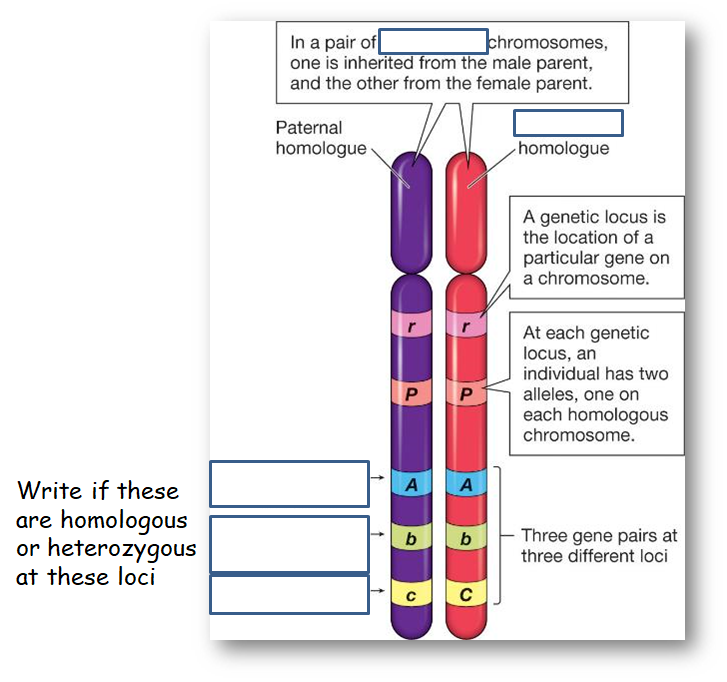 In a pair of chromosomes,
one is inherited from the male parent,
and the other from the female parent.
Paternal
homologue
homologue
A genetic locus is
the location of a
particular gene on
a chromosome.
r r
At each genetic
locus, an
individual has two
alleles, one on
each homologous
chromosome.
P P
Write if these
are homologous
or heterozygous
at these loci
A A
b b
c C
Three gene pairs at
three different loci